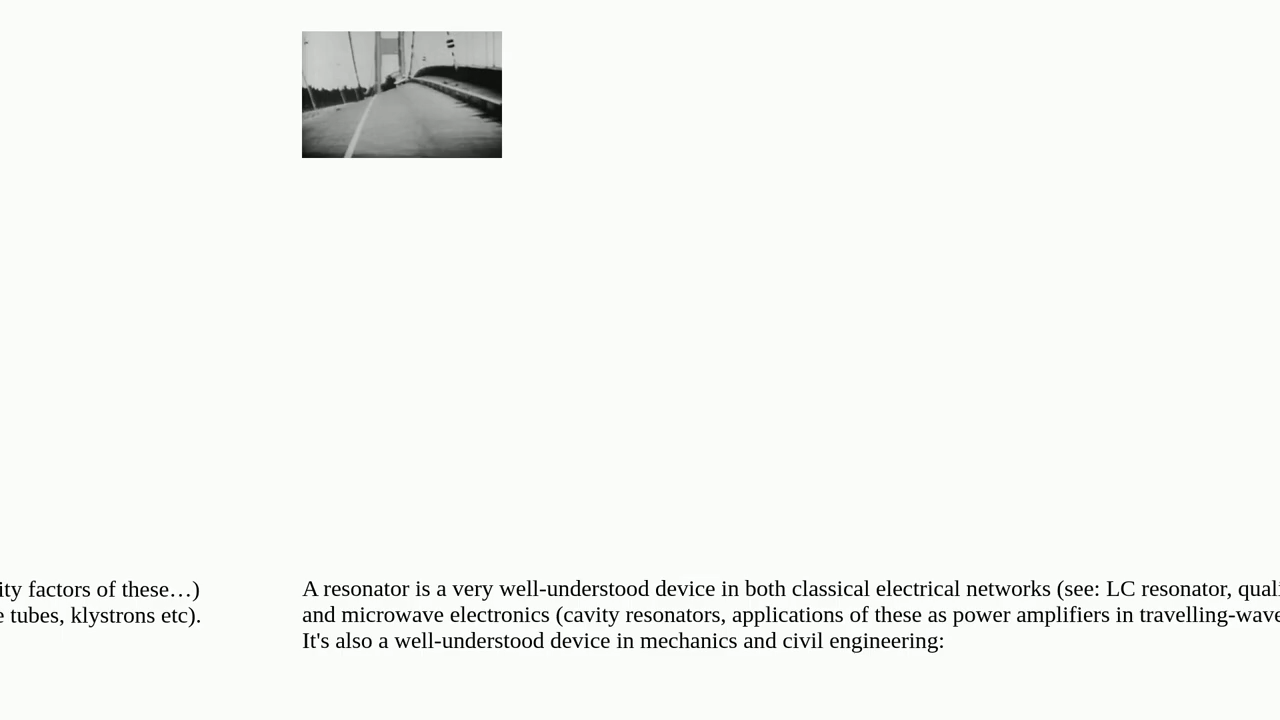 ity factors of these…)
e tubes, klystrons etc).
A resonator is a very well-understood device in both classical electrical networks (see: LC resonator, quali
and microwave electronics (cavity resonators, applications of these as power amplifiers in travelling-wave
It's also a well-understood device in mechanics and civil engineering: